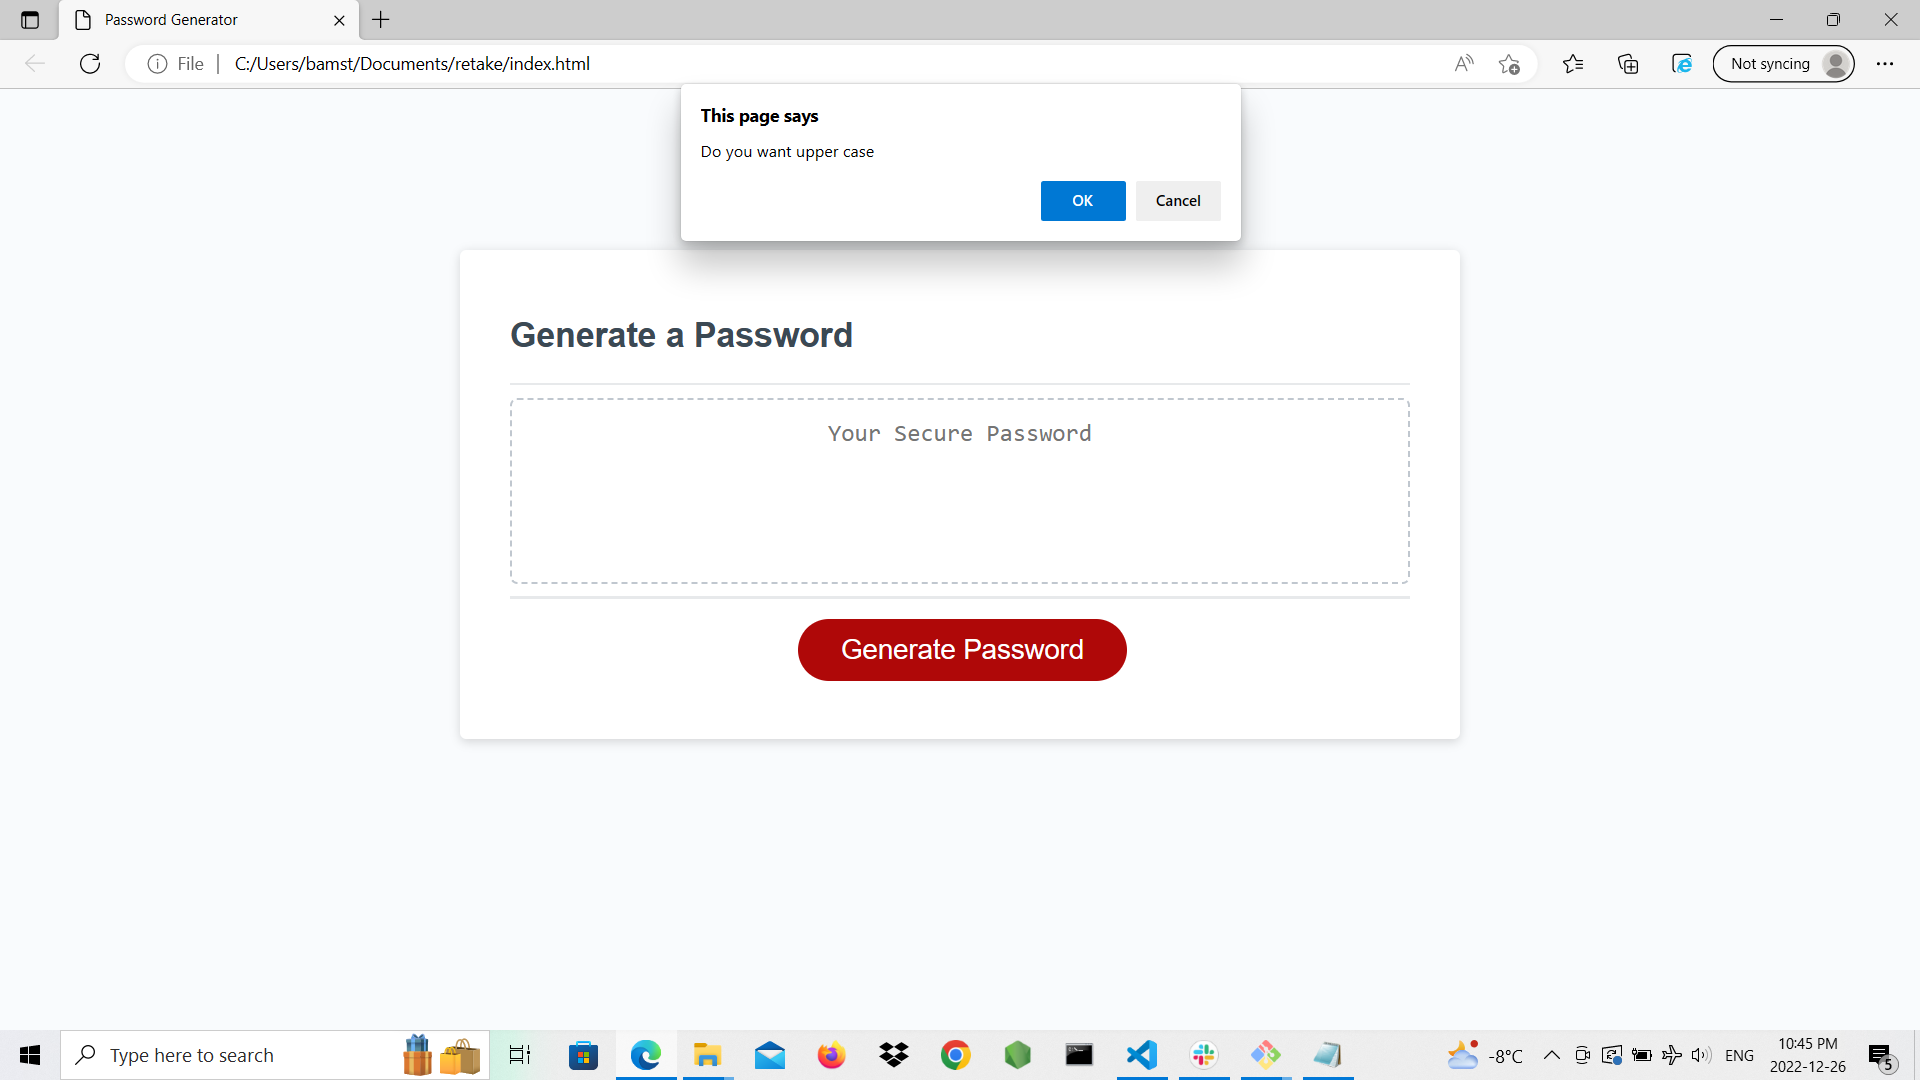 Password Generator
File
C:/Users/bamst/Documents/retake/index.html
Not syncing
This page says
Do you want upper case
OK
Cancel
Generate a Password
Your Secure Password
Generate Password
Type here to search
-8°C
ENG
10:45 PM
2022-12-26
5